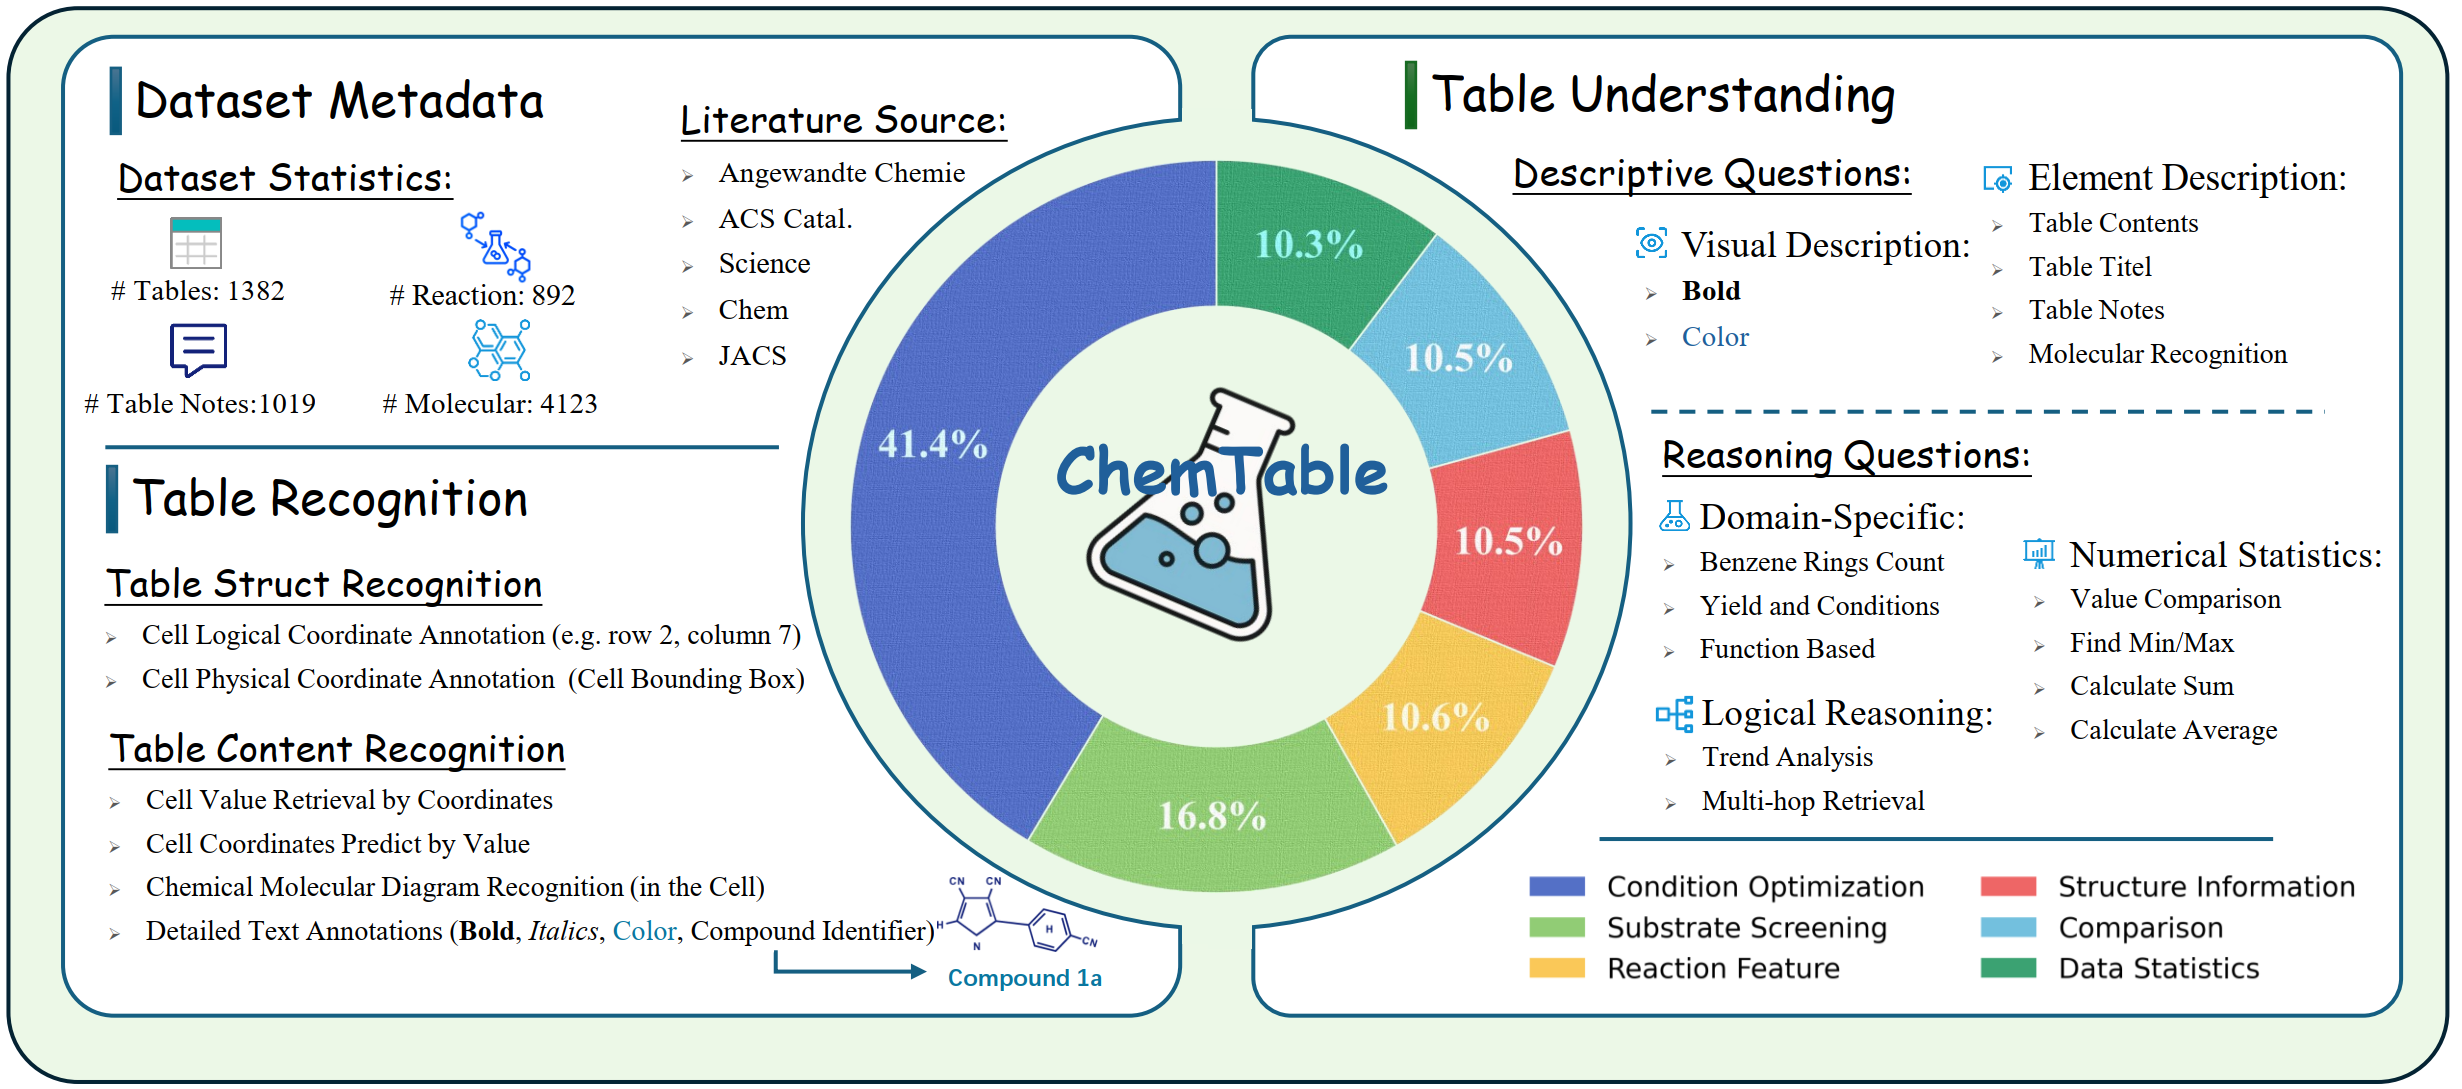 Dataset Metadata
Dataset Statistics:
# Tables: 1382
# Reaction: 892
# Table Notes:1019
# Molecular: 4123
Literature Source:
Angewandte Chemie
ACS Catal.
Science
Chem
JACS
Table Recognition
Table Struct Recognition
Cell Logical Coordinate Annotation (e.g. row 2, column 7)
Cell Physical Coordinate Annotation (Cell Bounding Box)
Table Content Recognition
Cell Value Retrieval by Coordinates
Cell Coordinates Predict by Value
Chemical Molecular Diagram Recognition (in the Cell)
Detailed Text Annotations (Bold, Italics, Color, Compound Identifier)
CN
CN
H
N
H
CN
Compound 1a
ChemTable
10.3%
10.5%
10.5%
10.6%
16.8%
41.4%
Table Understanding
Descriptive Questions:
Visual Description:
Bold
Color
Element Description:
Table Contents
Table Titel
Table Notes
Molecular Recognition
Reasoning Questions:
Domain-Specific:
Benzene Rings Count
Yield and Conditions
Function Based
Logical Reasoning:
Trend Analysis
Multi-hop Retrieval
Numerical Statistics:
Value Comparison
Find Min/Max
Calculate Sum
Calculate Average
Condition Optimization
Substrate Screening
Reaction Feature
Structure Information
Comparison
Data Statistics